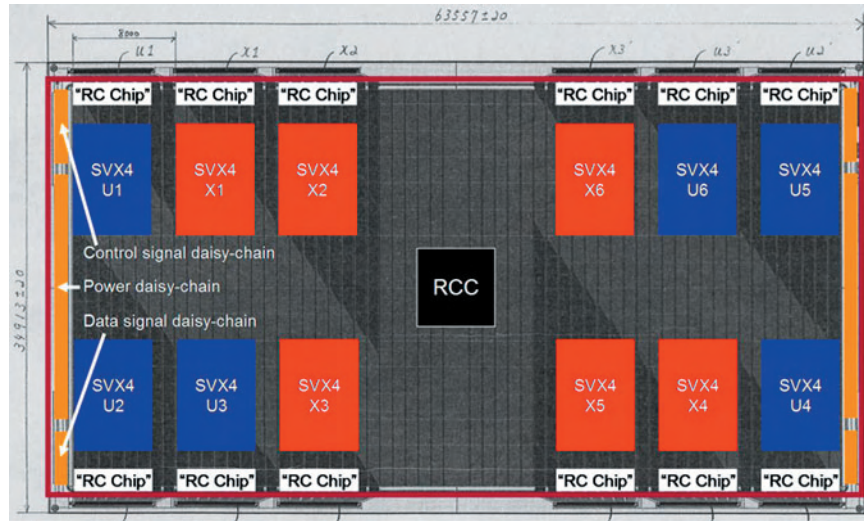 63557±20
8000
U1
X1
X2
X3'
U3'
U2'
"RC Chip"
"RC Chip"
"RC Chip"
"RC Chip"
"RC Chip"
"RC Chip"
SVX4
U1
SVX4
X1
SVX4
X2
SVX4
X6
SVX4
U6
SVX4
U5
Control signal daisy-chain
Power daisy-chain
Data signal daisy-chain
RCC
34913±20
SVX4
U2
SVX4
U3
SVX4
X3
SVX4
X5
SVX4
X4
SVX4
U4
"RC Chip"
"RC Chip"
"RC Chip"
"RC Chip"
"RC Chip"
"RC Chip"